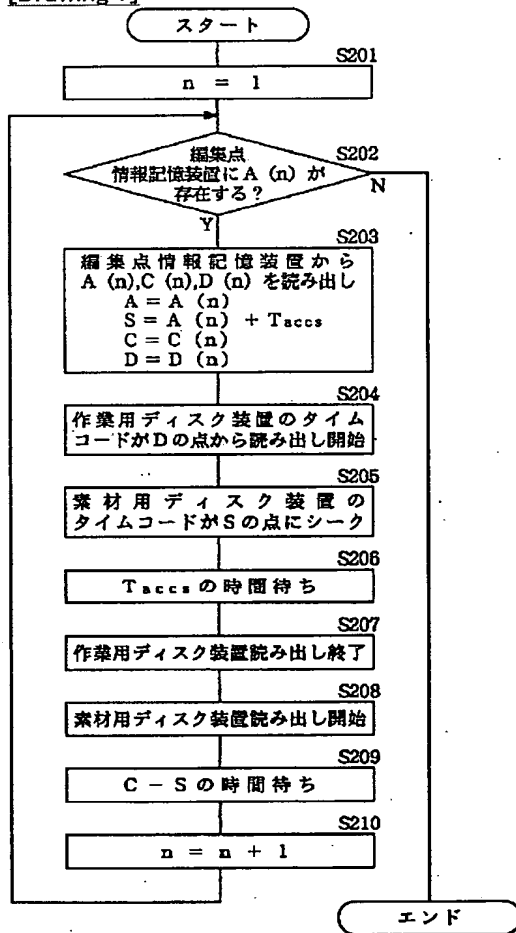 スタート
S201
n = 1
S202
編集点
情報記憶装置にA (n) が
存在する?
N
Y
S203
編集点情報記憶装置から
A (n),C (n),D (n) を読み出し
A = A (n)
S = A (n) + Taccs
C = C (n)
D = D (n)
S204
作業用ディスク装置のタイム
コードがDの点から読み出し開始
S205
素材用ディスク装置の
タイムコードがSの点にシーク
S206
Taccsの時間待ち
S207
作業用ディスク装置読み出し終了
S208
素材用ディスク装置読み出し開始
S209
C - Sの時間待ち
S210
n = n + 1
エンド